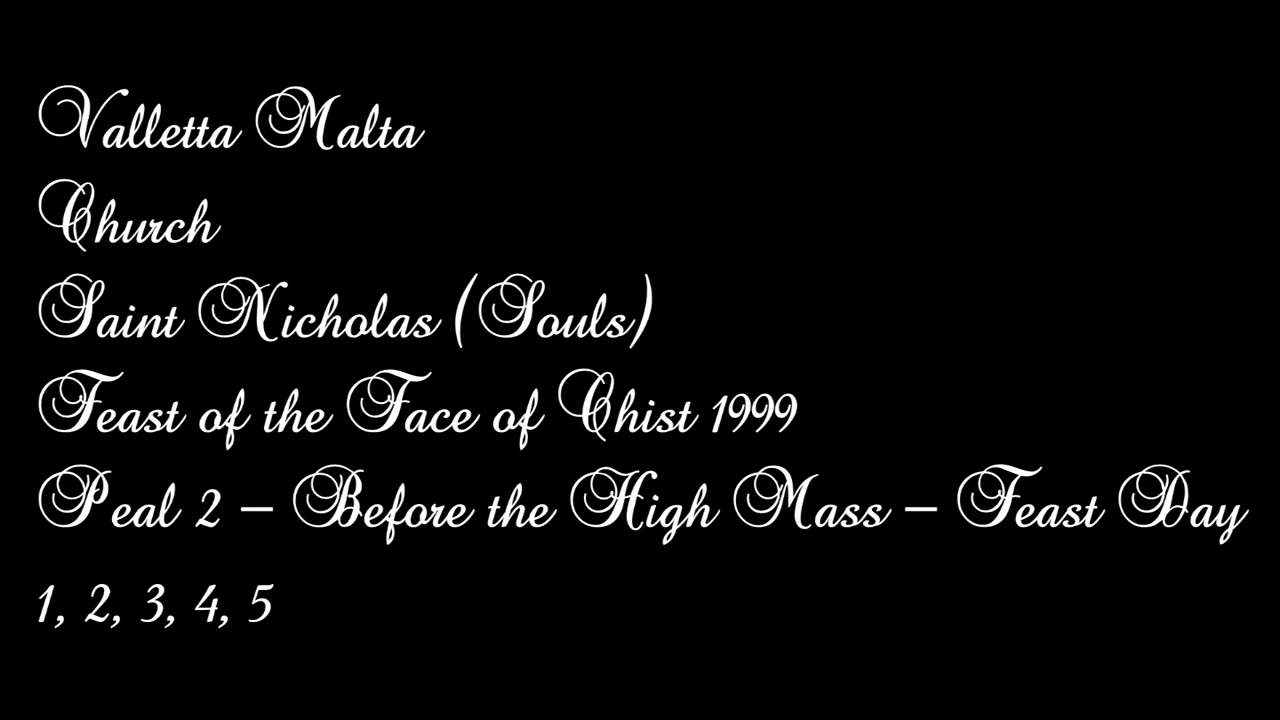 Valletta Malta
Church
Saint Nicholas (Souls)
Feast of the Face of Chist 1999
Peal 2 – Before the High Mass – Feast Day
1, 2, 3, 4, 5